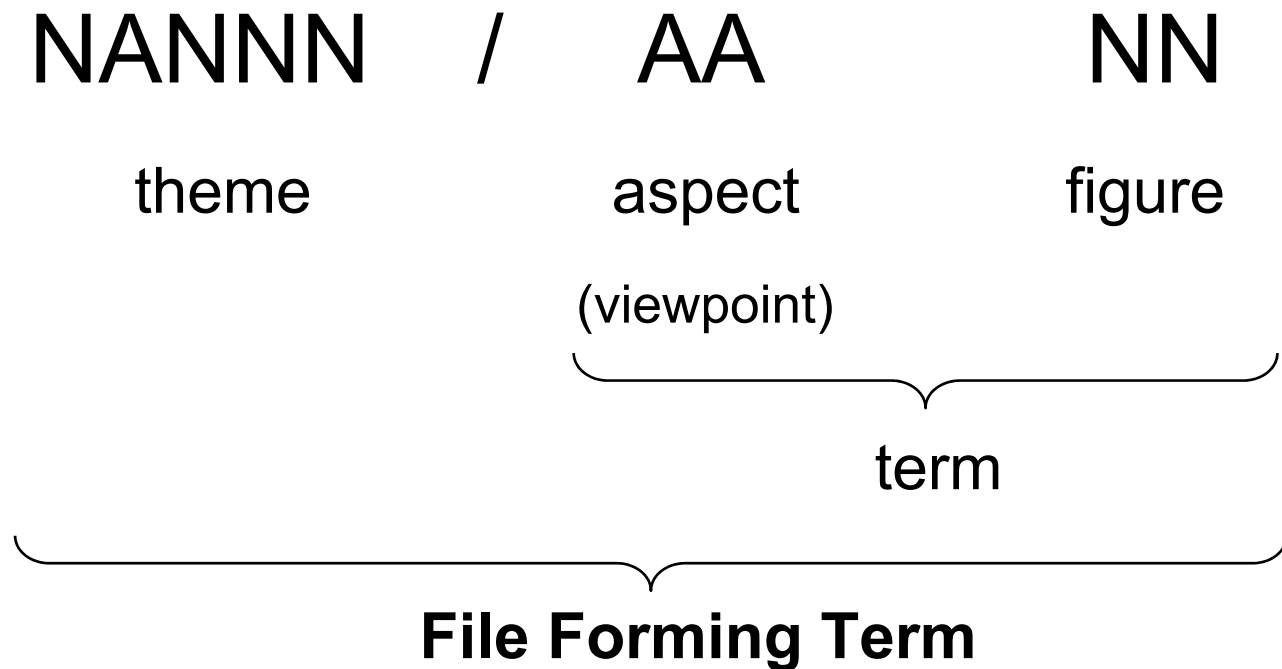 NANNN / AA NN
theme aspect figure
(viewpoint)
term
File Forming Term